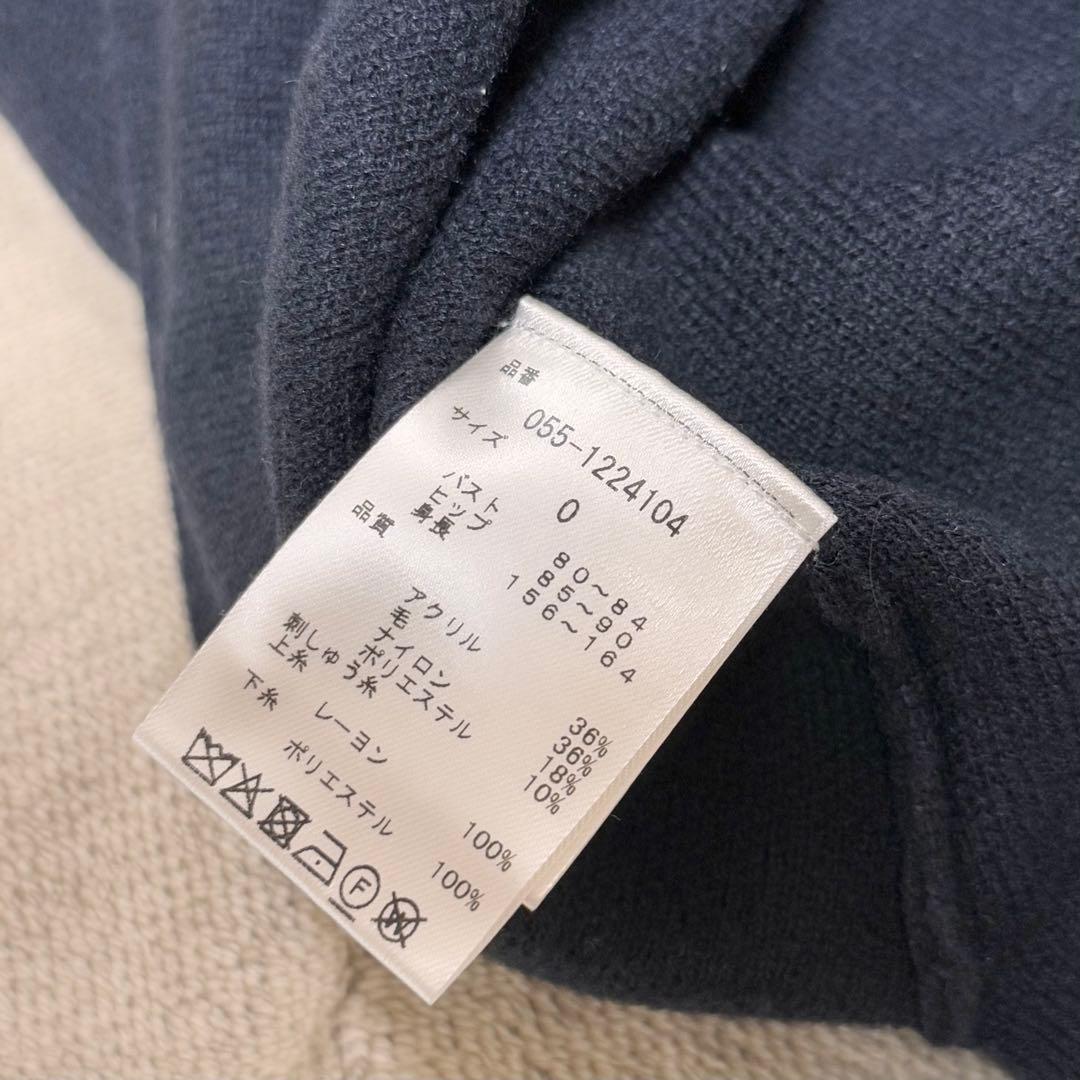 品番
055-1224104
サイズ 0
バスト 80～84
ヒップ 85～90
身長 156～164
品質
アクリル 36%
毛 36%
ナイロン 18%
ポリエステル 10%
刺しゅう糸
上糸 レーヨン 100%
下糸 ポリエステル 100%
F
W